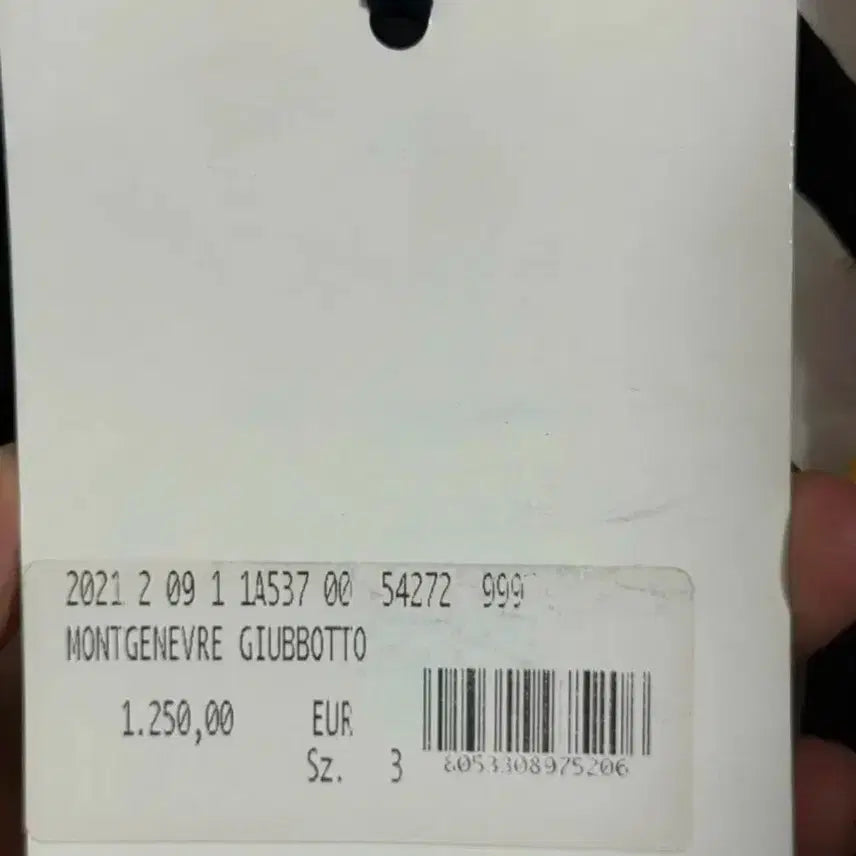 2021 2 09 1 1A537 00 54272 999
MONTGENEVRE GIUBBOTTO
1.250,00 EUR
Sz. 3
8053308975206